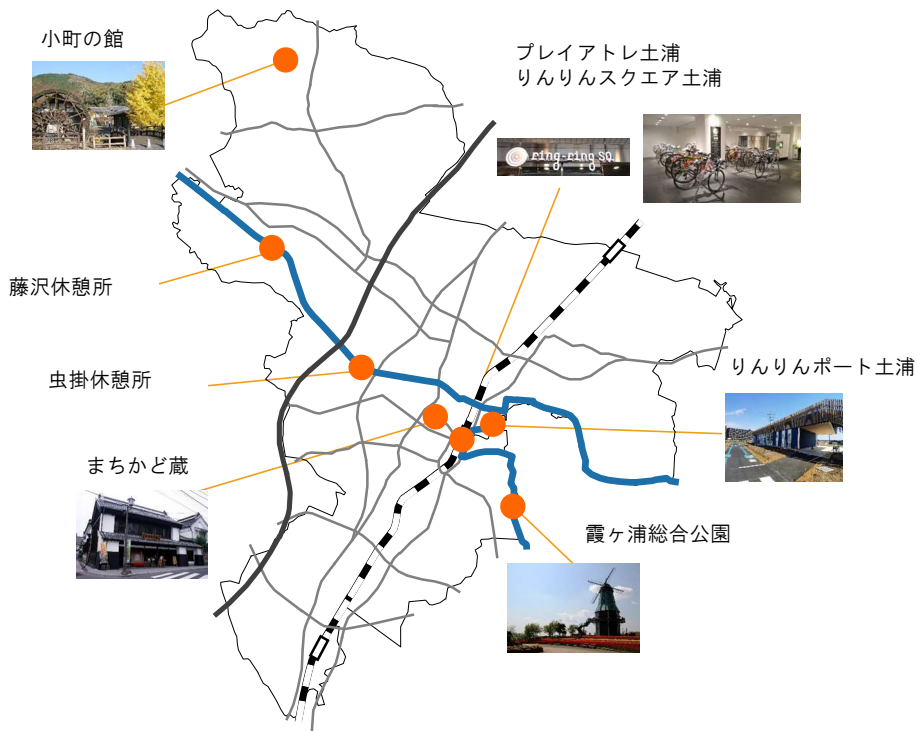 小町の館
プレイアトレ土浦
りんりんスクエア土浦
ring-ring SQ.
藤沢休憩所
虫掛休憩所
りんりんポート土浦
まちかど蔵
霞ヶ浦総合公園